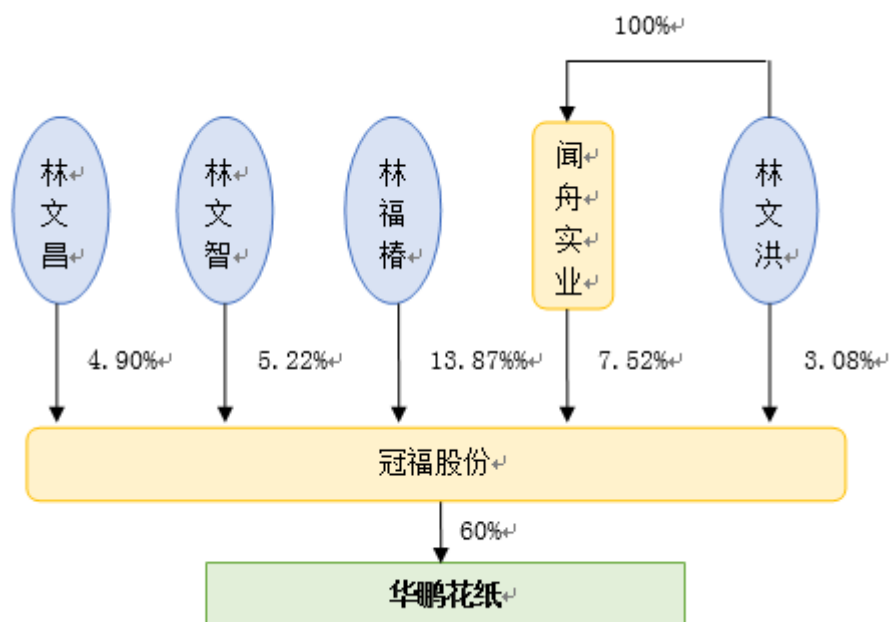 100%
林文昌
林文智
林福椿
闻舟实业
林文洪
4.90%
5.22%
13.87%%
7.52%
3.08%
冠福股份
60%
华鹏花纸